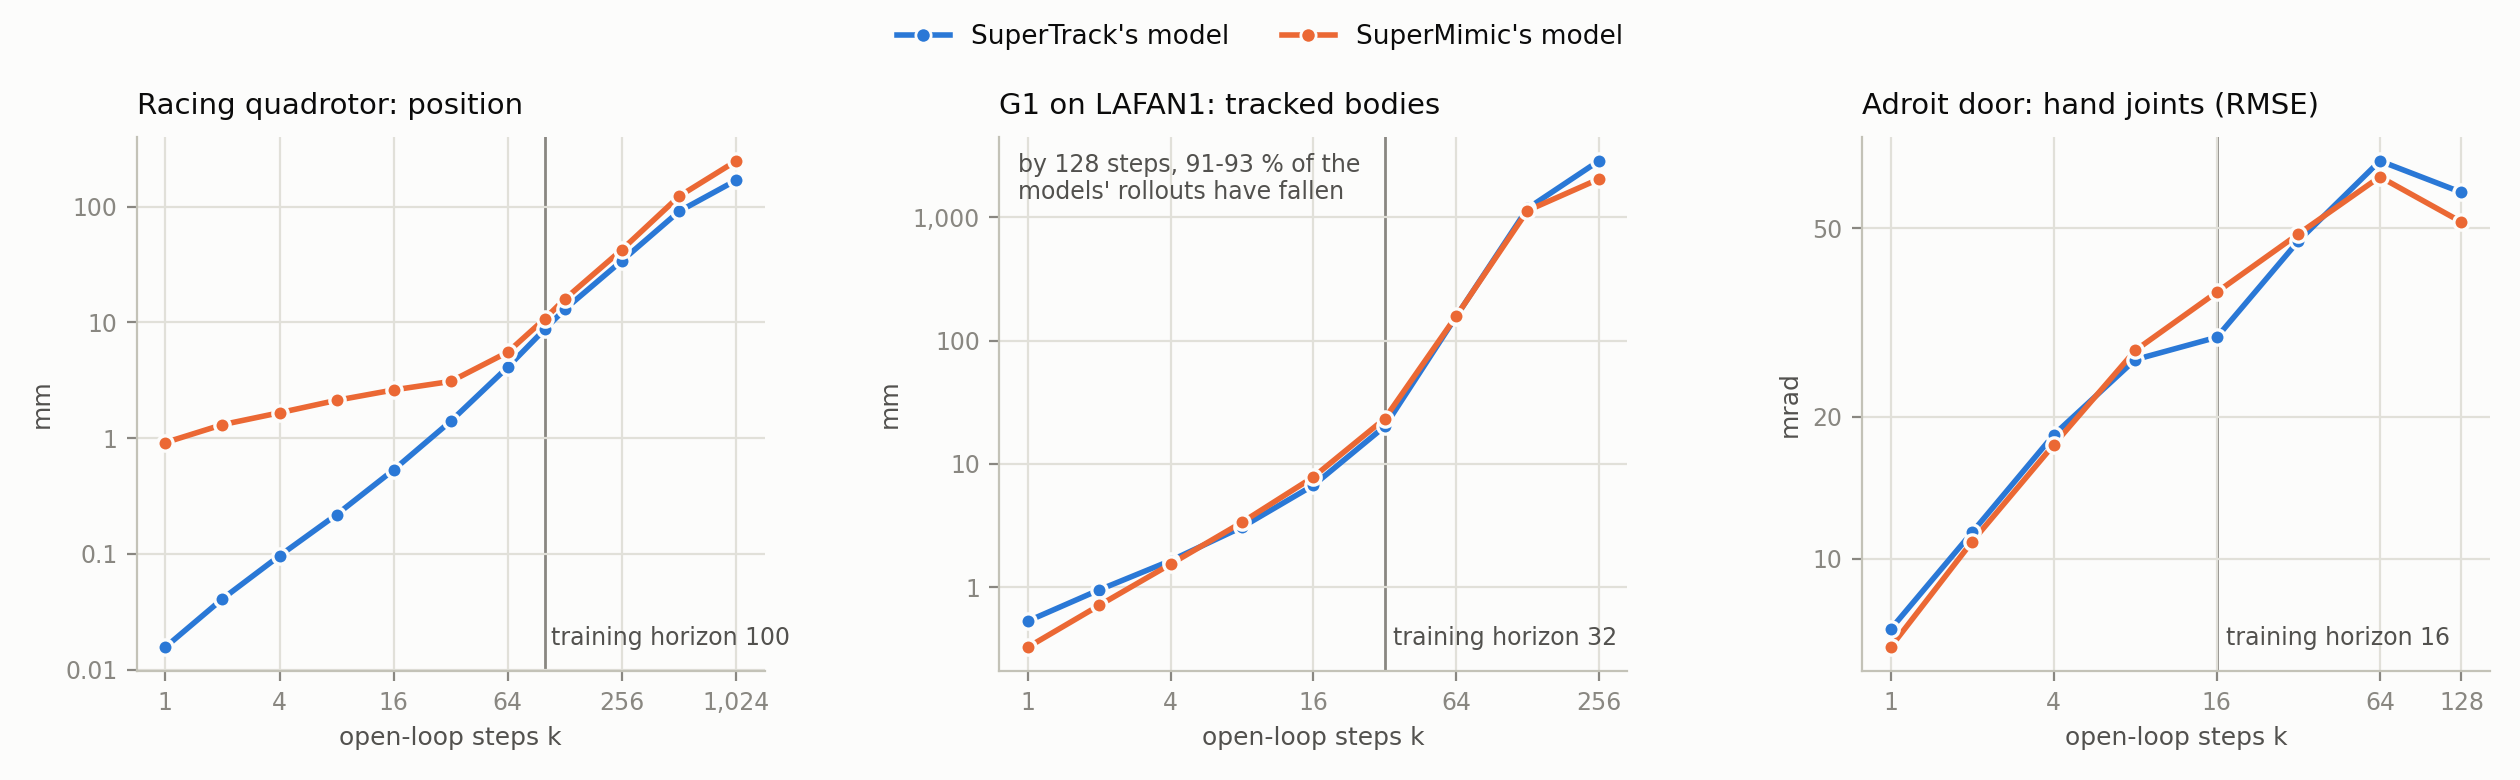 SuperTrack's model
SuperMimic's model
Racing quadrotor: position
mm
100
10
1
0.1
0.01
training horizon 100
1
4
16
64
256
1,024
open-loop steps k
G1 on LAFAN1: tracked bodies
by 128 steps, 91-93 % of the
models' rollouts have fallen
mm
1,000
100
10
1
training horizon 32
1
4
16
64
256
open-loop steps k
Adroit door: hand joints (RMSE)
mrad
50
20
10
training horizon 16
1
4
16
64
128
open-loop steps k